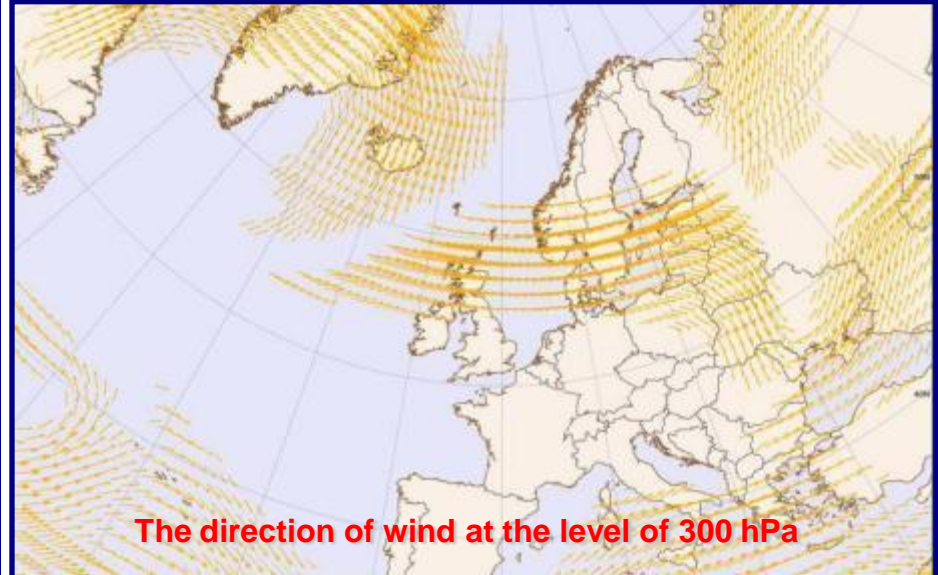 The direction of wind at the level of 300 hPa